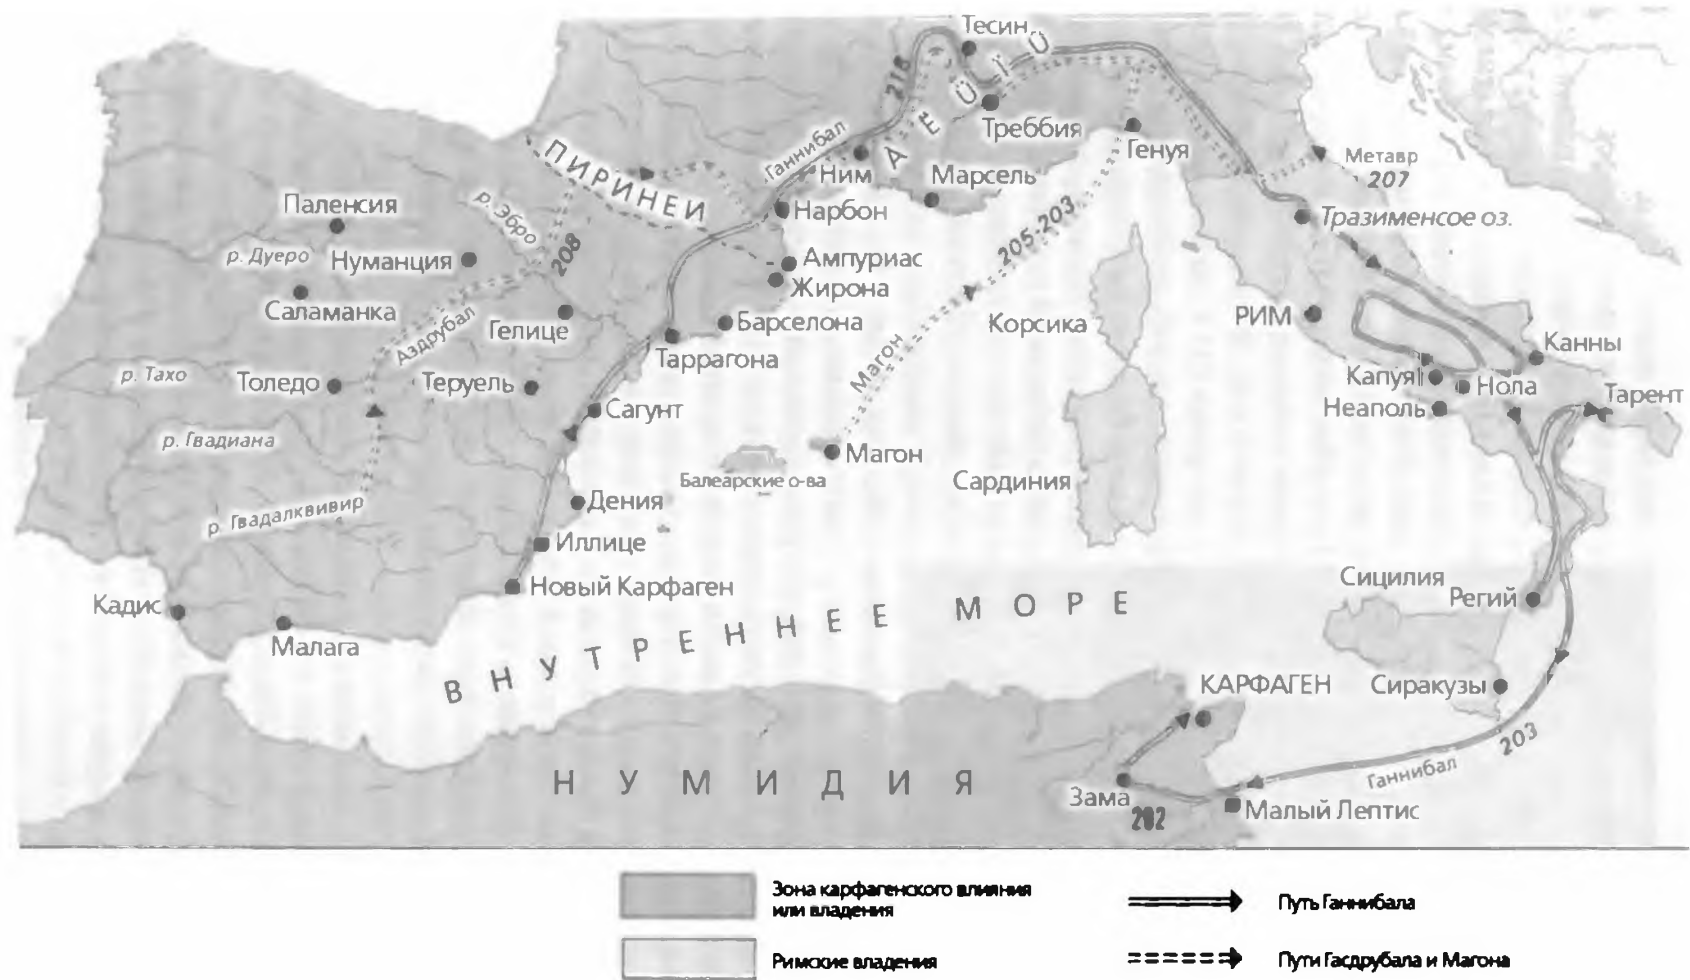 Тесин
218
Треббия
Генуя
Ганнибал
Ним
Марсель
Метавр
207
ПИРИНЕИ
Нарбон
Тразименсое оз.
Паленсия
р. Эбро
р. Дуеро
Нуманция
208
205-203
Ампуриас
Жирона
Саламанка
Гелице
Барселона
Корсика
РИМ
Аздрубал
Таррагона
Канны
р. Тахо
Толедо
Теруель
Магон
Капуя
Нола
Тарент
Сагунт
Неаполь
р. Гвадиана
Магон
Балеарские о-ва
Сардиния
р. Гвадалквивир
Дения
Иллице
Новый Карфаген
Сицилия
Регий
Кадис
Малага
ВНУТРЕННЕЕ МОРЕ
КАРФАГЕН
Сиракузы
203
НУМИДИЯ
Ганнибал
Зама
202
Малый Лептис
Зона карфагенского влияния
или владения
Путь Ганнибала
Римские владения
Пути Гасдрубала и Магона